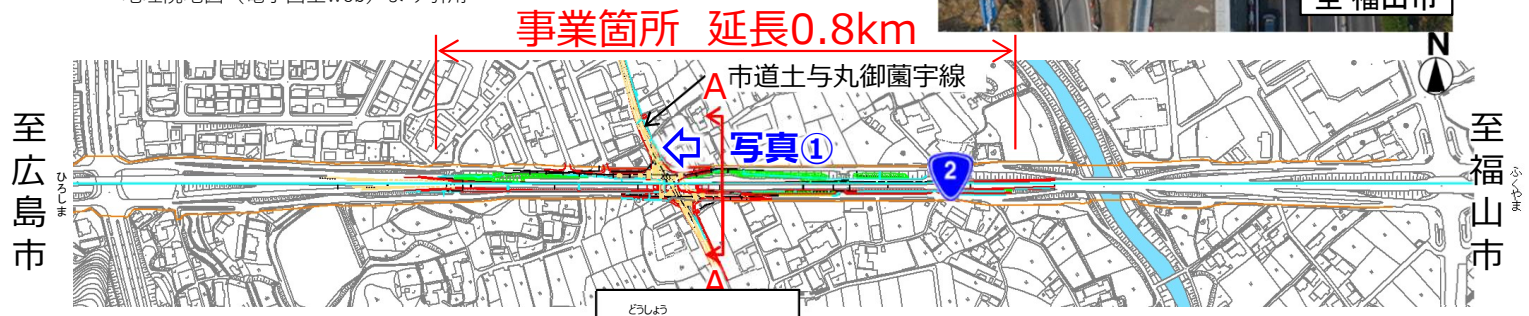 至 福山市
事業箇所 延長0.8km
N
市道土与丸御薗宇線
A
写真①
2
A
至広島市
ひろしま
至福山市
ふくやま
どうしょう